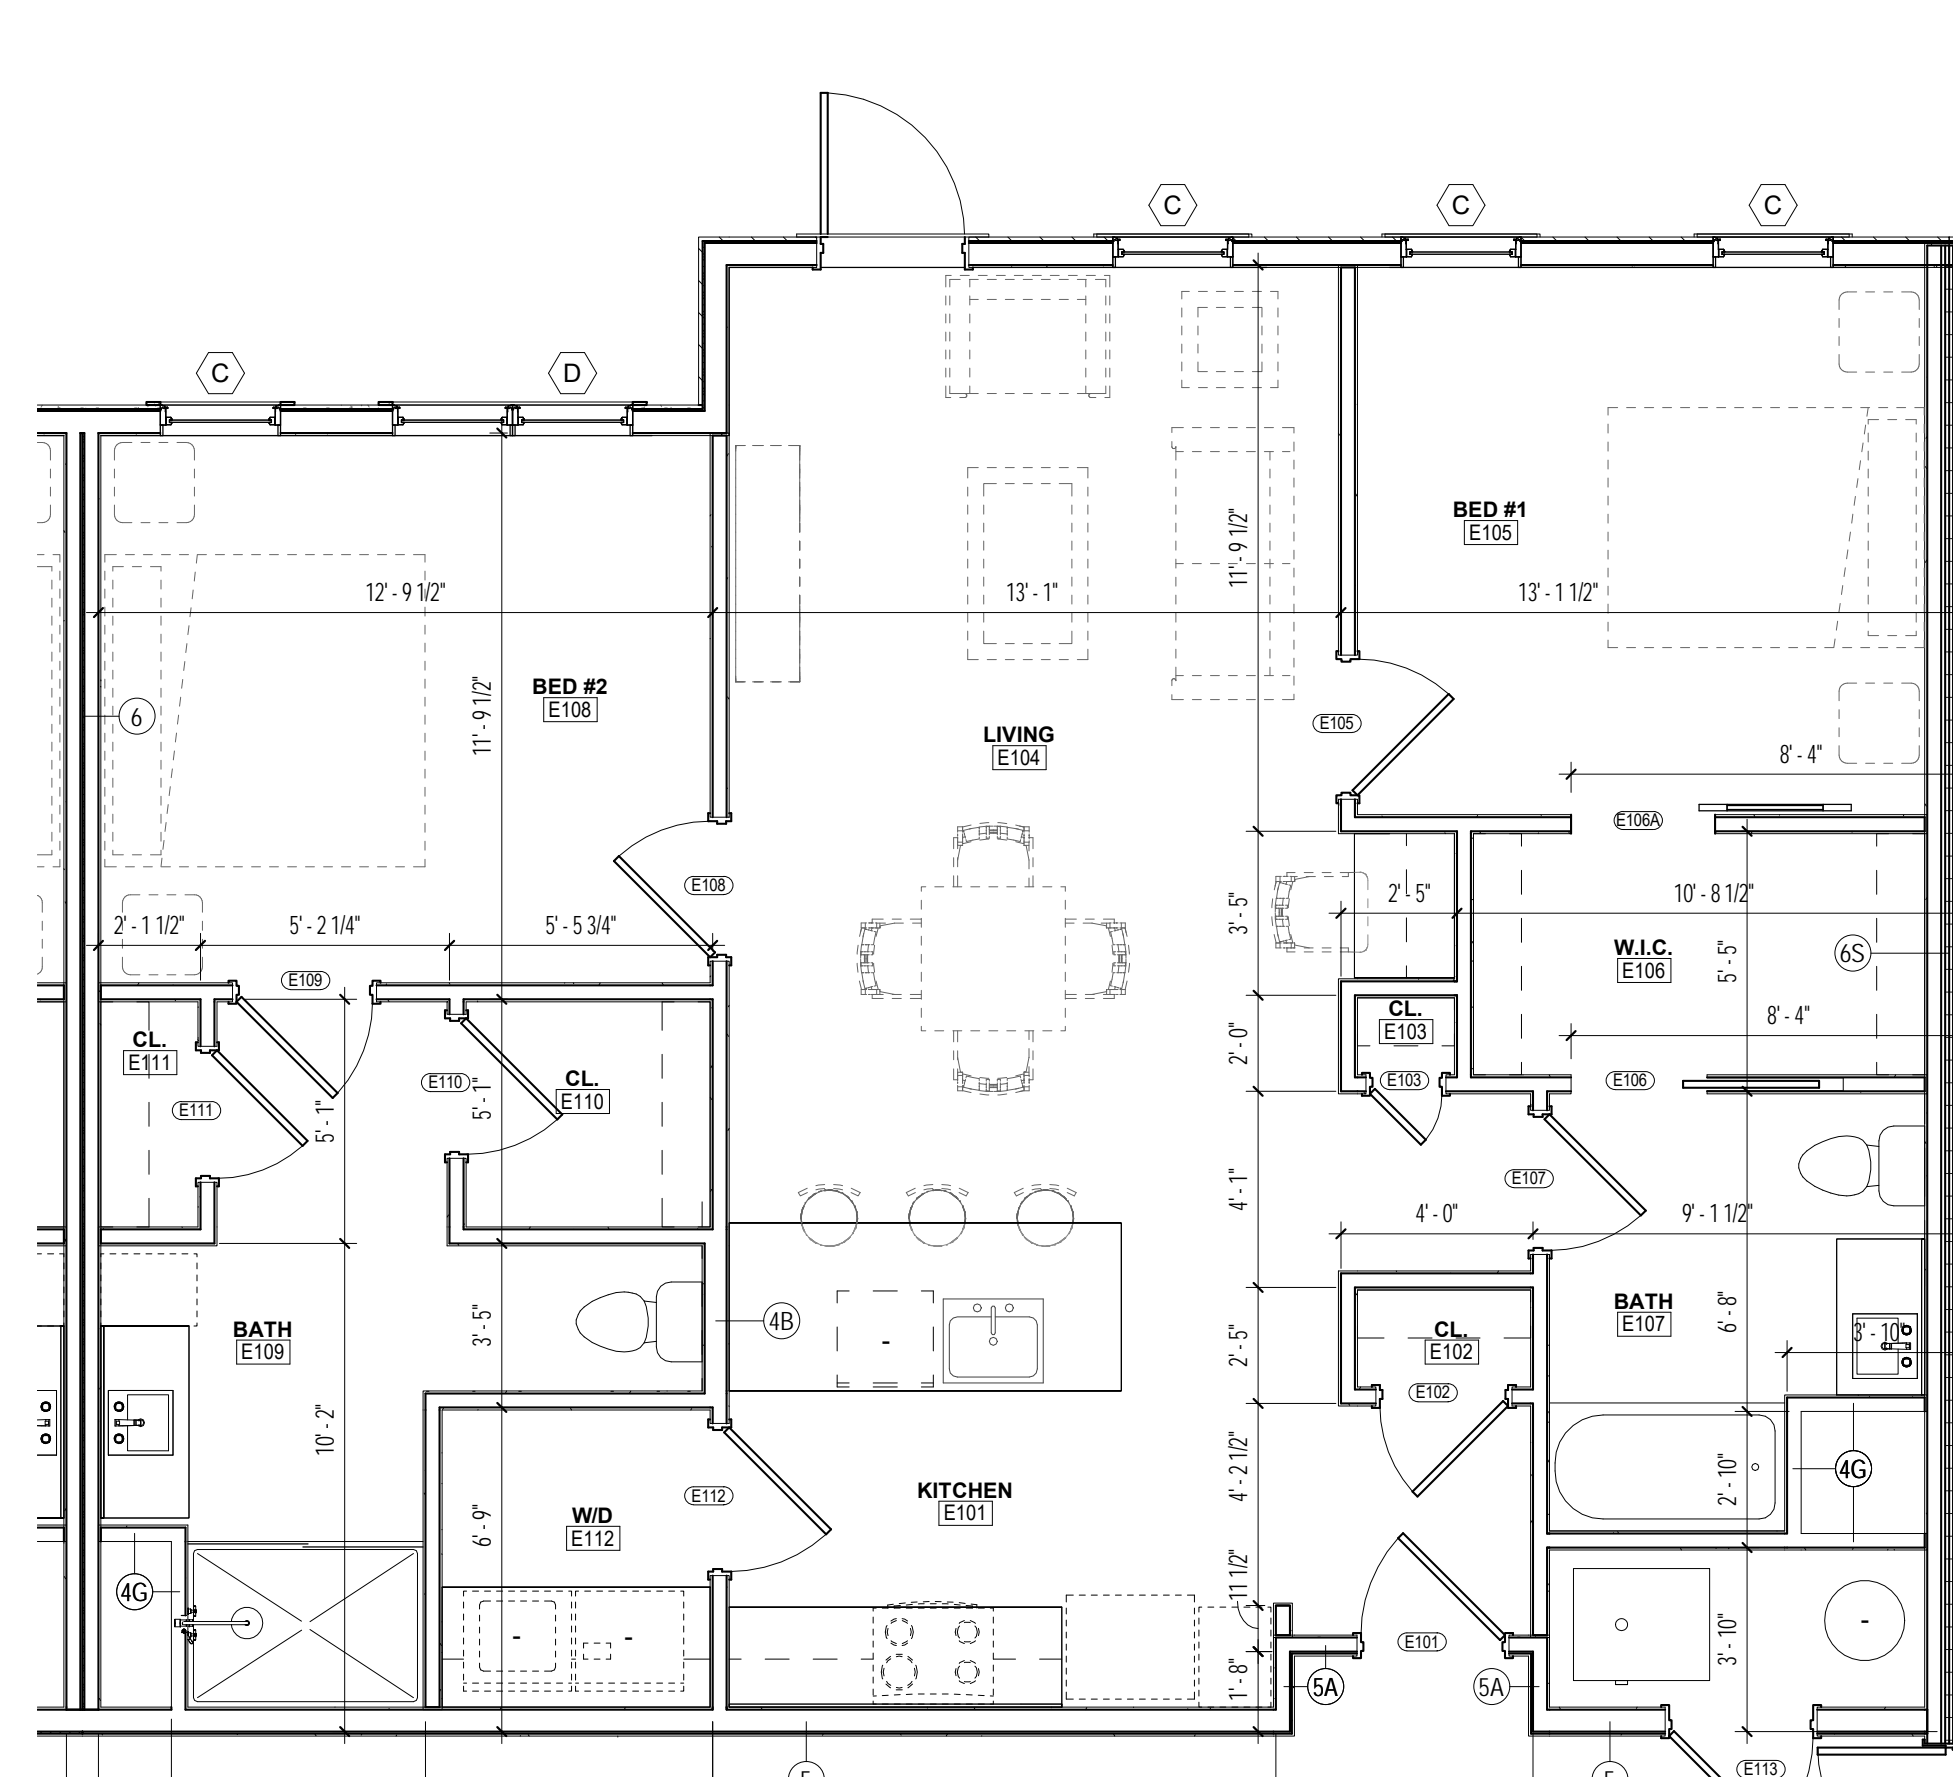 C
C
C
C
D
BED #1
E105
11' - 9 1/2"
12' - 9 1/2"
13' - 1"
13' - 1 1/2"
BED #2
E108
6
11' - 9 1/2"
LIVING
E104
E105
8' - 4"
E106A
E108
2' - 5"
10' - 8 1/2"
3' - 5"
2' - 1 1/2"
5' - 2 1/4"
5' - 5 3/4"
W.I.C.
E106
5' - 5"
6S
E109
CL.
E103
8' - 4"
CL.
E111
2' - 0"
E110
5' - 1"
CL.
E110
E103
E106
E111
5' - 1"
E107
4' - 1"
4' - 0"
9' - 1 1/2"
BATH
E109
3' - 5"
4B
-
2' - 5"
CL.
E102
BATH
E107
6' - 8"
3' - 10"
E102
10' - 2"
4' - 2 1/2"
2' - 10"
4G
KITCHEN
E101
E112
W/D
E112
6' - 9"
4G
11 1/2"
-
-
E101
3' - 10"
-
1' - 8"
5A
5A
E113